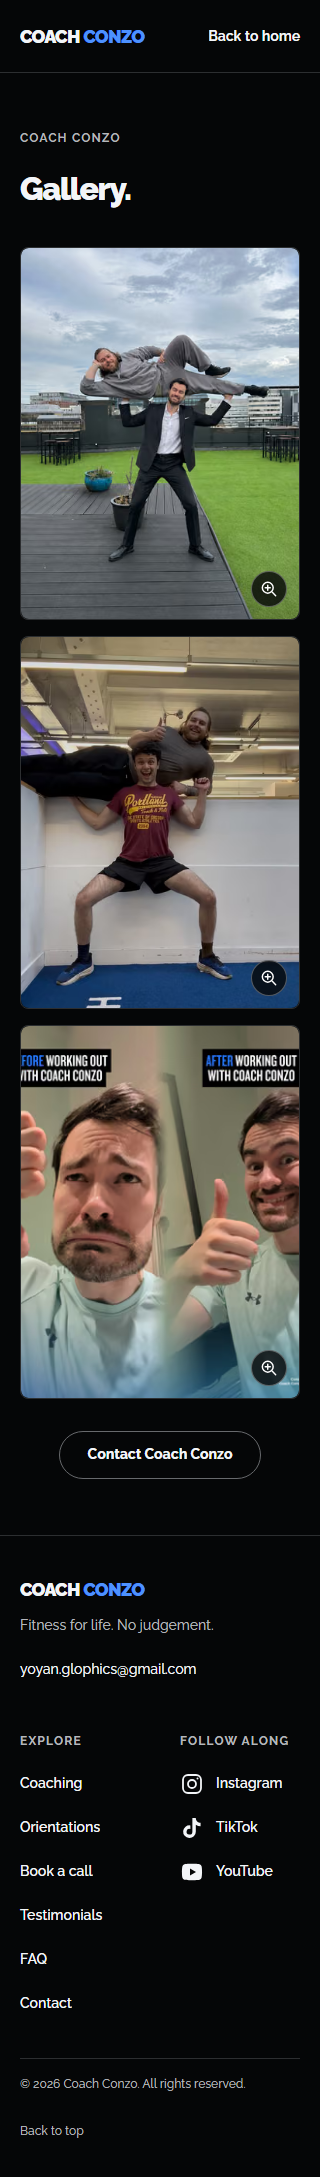 COACH CONZO
Back to home
COACH CONZO
Gallery.
Portland
FORE WORKING OUT
WITH COACH CONZO
AFTER WORKING OUT
WITH COACH CONZO
Contact Coach Conzo
COACH CONZO
Fitness for life. No judgement.
yoyan.glophics@gmail.com
EXPLORE
FOLLOW ALONG
Coaching
Instagram
Orientations
TikTok
Book a call
YouTube
Testimonials
FAQ
Contact
© 2026 Coach Conzo. All rights reserved.
Back to top